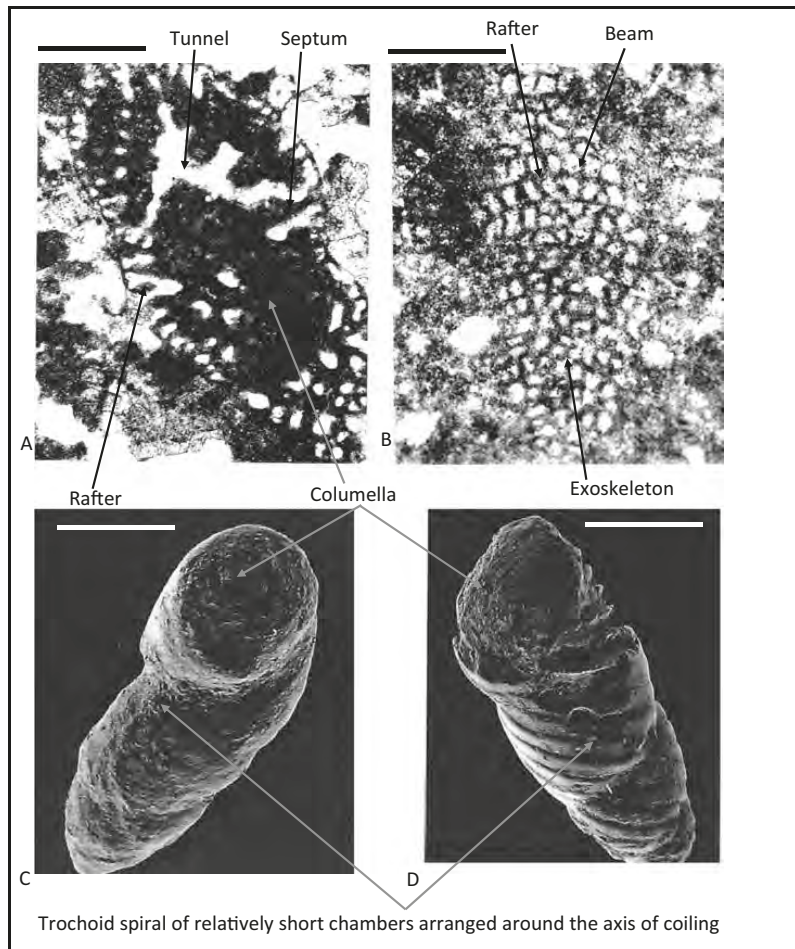 Tunnel
Septum
Rafter
Beam
A
B
Rafter
Columella
Exoskeleton
C
D
Trochoid spiral of relatively short chambers arranged around the axis of coiling